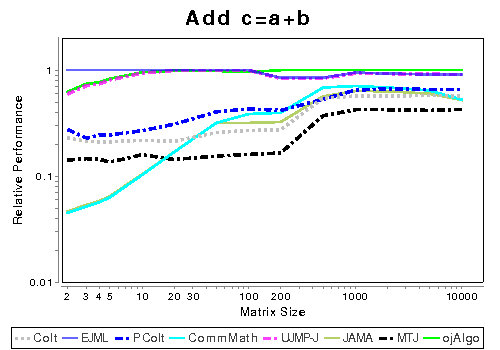 Add c=a+b
Relative Performance
1
0.1
0.01
2 3 4 5 10 20 30 100 200 1000 10000
Matrix Size
Colt EJML PColt CommMath UJMP-J JAMA MTJ ojAlgo